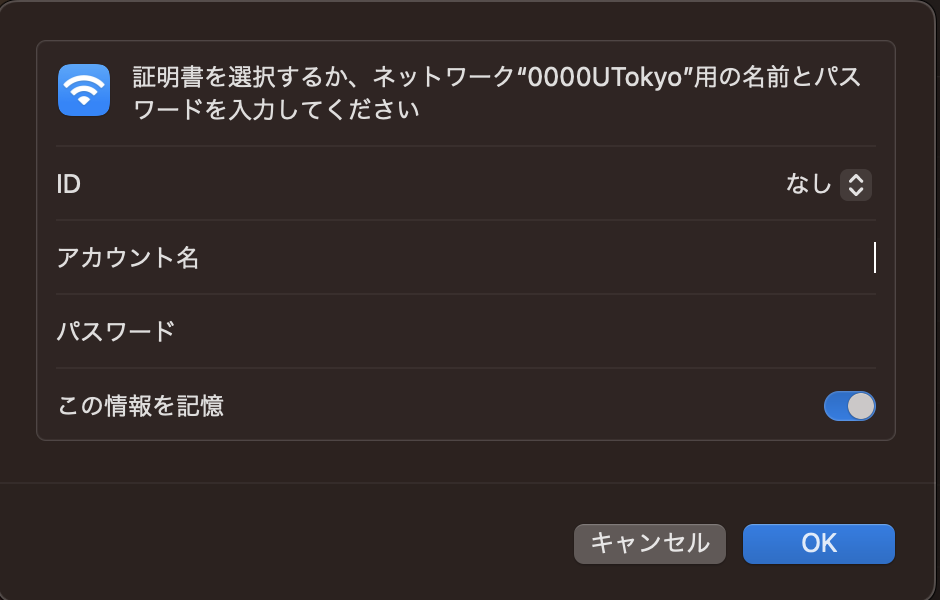 証明書を選択するか、ネットワーク“0000UTokyo”用の名前とパス
ワードを入力してください
ID
なし
アカウント名
パスワード
この情報を記憶
キャンセル
OK